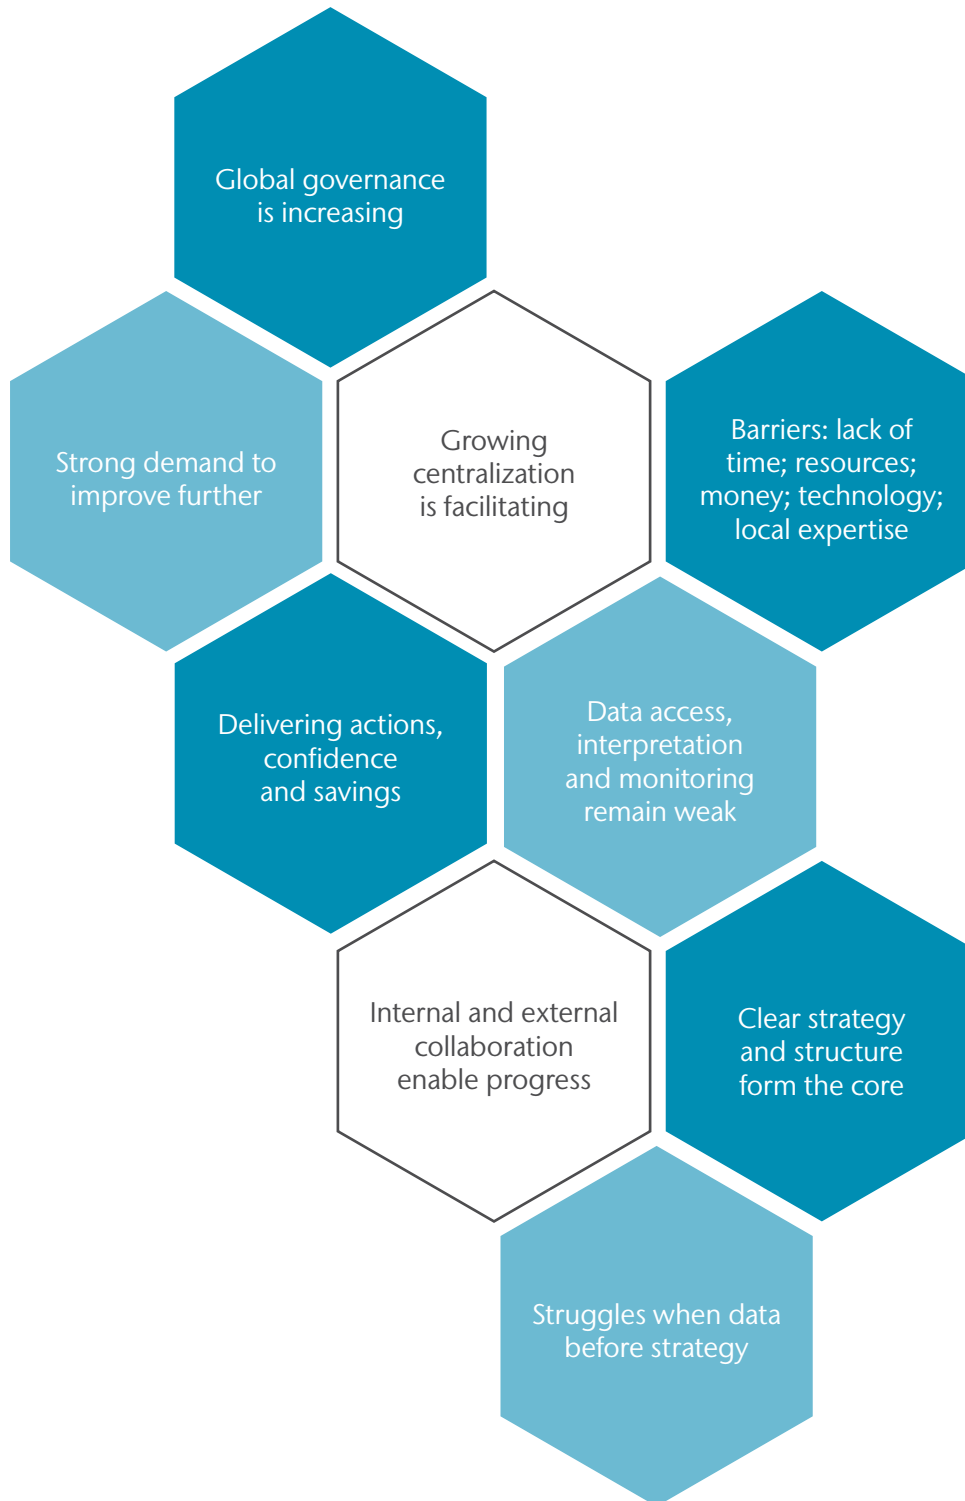 Global governance
is increasing
Strong demand to
improve further
Growing
centralization
is facilitating
Barriers: lack of
time; resources;
money; technology;
local expertise
Delivering actions,
confidence
and savings
Data access,
interpretation
and monitoring
remain weak
Internal and external
collaboration
enable progress
Clear strategy
and structure
form the core
Struggles when data
before strategy